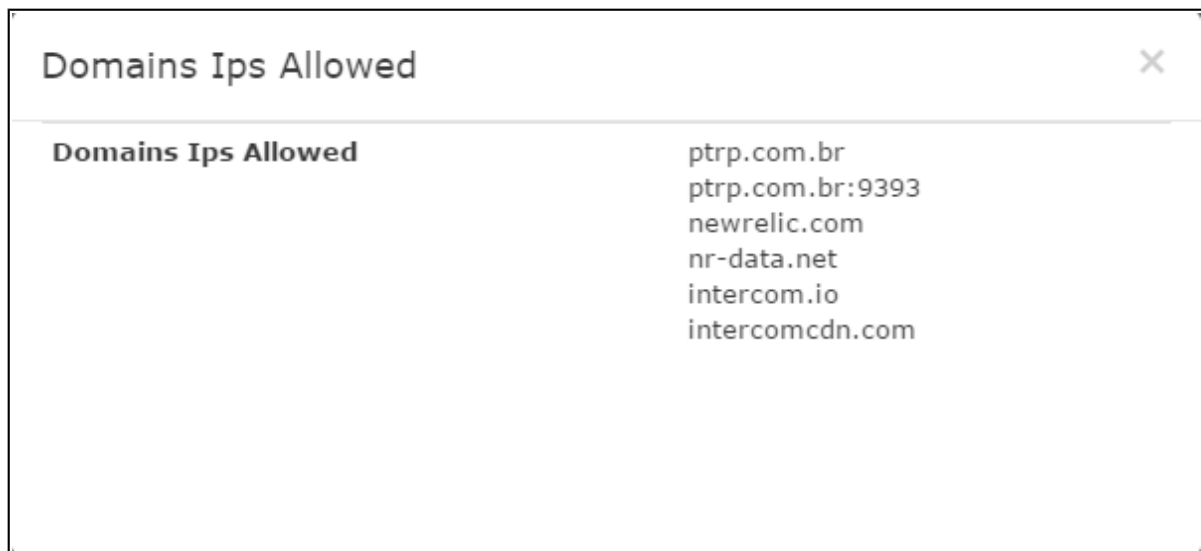 Domains Ips Allowed
Domains Ips Allowed
ptrp.com.br
ptrp.com.br:9393
newrelic.com
nr-data.net
intercom.io
intercomcdn.com